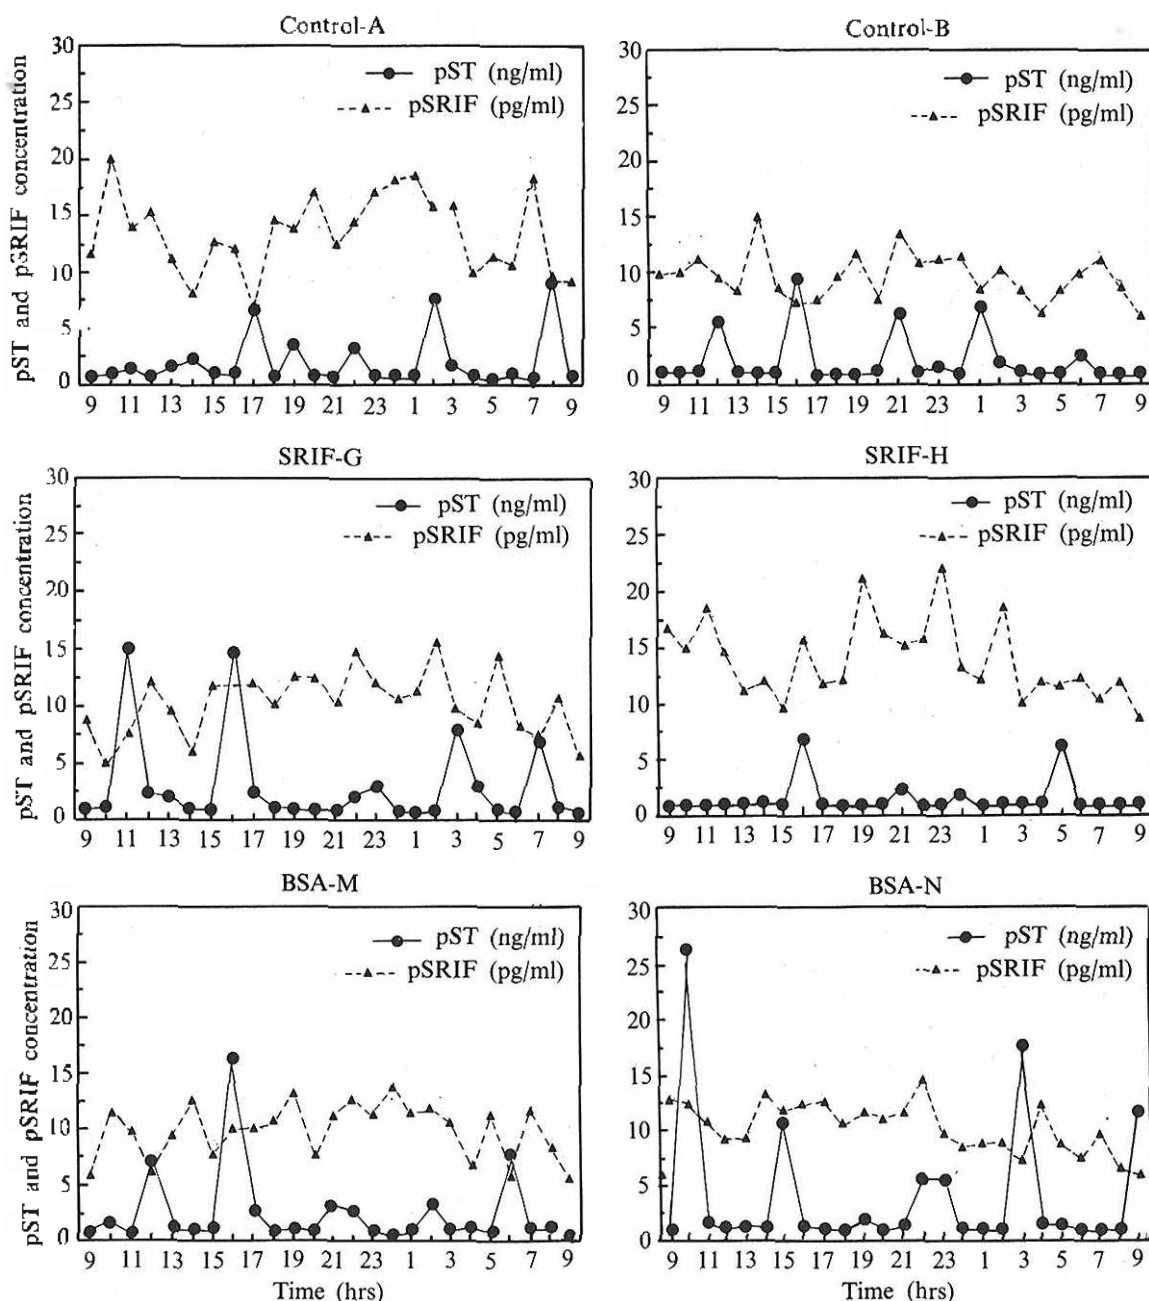 Control-A
30
25
20
15
10
5
0
pST and pSRIF concentration
pST (ng/ml)
pSRIF (pg/ml)
9 11 13 15 17 19 21 23 1 3 5 7 9
Control-B
30
25
20
15
10
5
0
pST (ng/ml)
pSRIF (pg/ml)
9 11 13 15 17 19 21 23 1 3 5 7 9
SRIF-G
30
25
20
15
10
5
0
pST and pSRIF concentration
pST (ng/ml)
pSRIF (pg/ml)
9 11 13 15 17 19 21 23 1 3 5 7 9
SRIF-H
30
25
20
15
10
5
0
pST (ng/ml)
pSRIF (pg/ml)
9 11 13 15 17 19 21 23 1 3 5 7 9
BSA-M
30
25
20
15
10
5
0
pST and pSRIF concentration
pST (ng/ml)
pSRIF (pg/ml)
9 11 13 15 17 19 21 23 1 3 5 7 9
Time (hrs)
BSA-N
30
25
20
15
10
5
0
pST (ng/ml)
pSRIF (pg/ml)
9 11 13 15 17 19 21 23 1 3 5 7 9
Time (hrs)